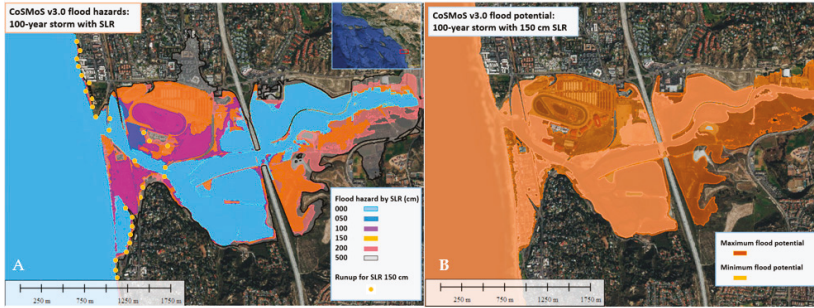 CoSMoS v3.0 flood hazards:
100-year storm with SLR
Flood hazard by SLR (cm)
000
050
100
150
200
500
Runup for SLR 150 cm
A
250 m
750 m
1250 m
1750 m
CoSMoS v3.0 flood potential:
100-year storm with 150 cm SLR
Maximum flood potential
Minimum flood potential
B
250 m
750 m
1250 m
1750 m